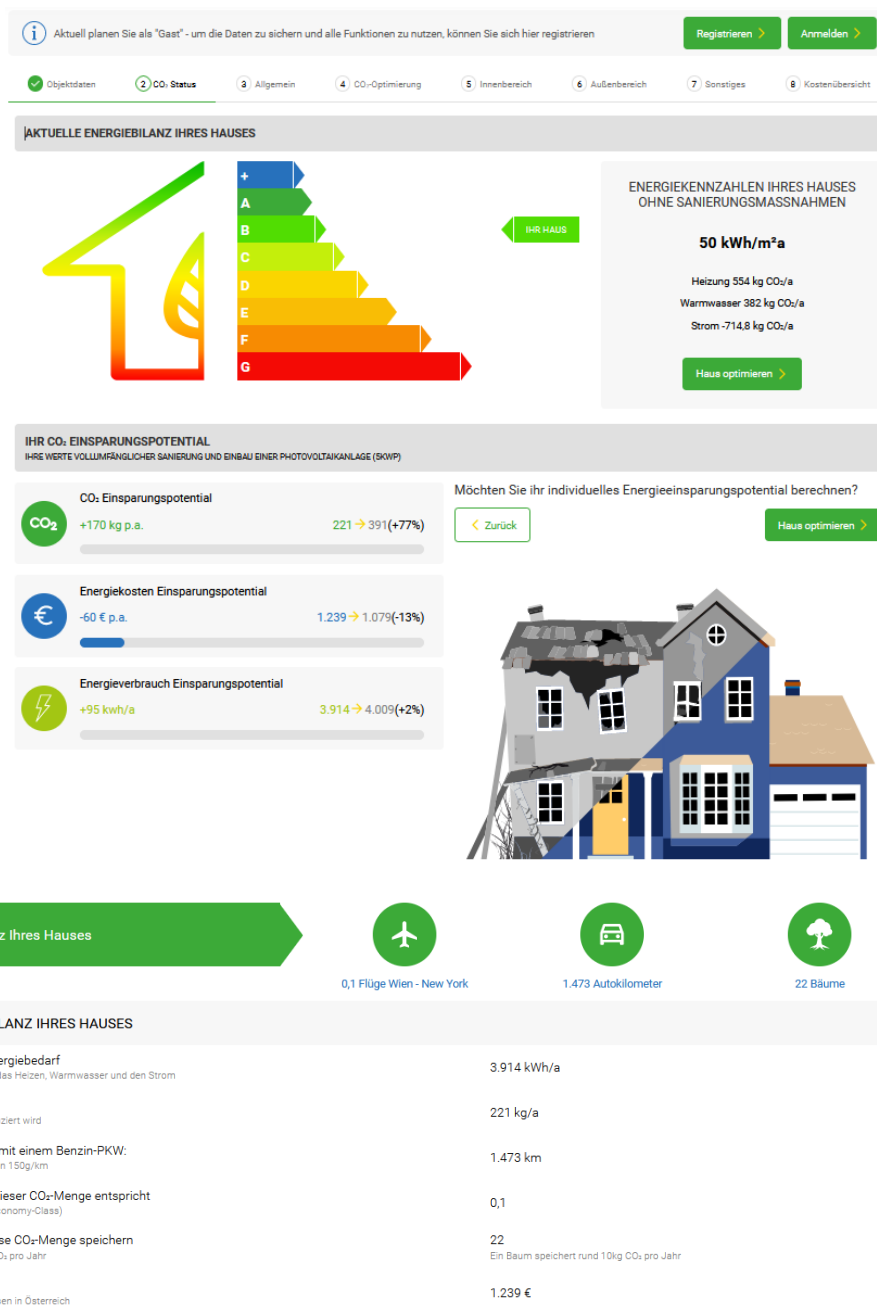 Aktuell planen Sie als "Gast" - um die Daten zu sichern und alle Funktionen zu nutzen, können Sie sich hier registrieren
Registrieren
Anmelden
Objektdaten
2 CO₂ Status
3 Allgemein
4 CO₂-Optimierung
5 Innenbereich
6 Außenbereich
7 Sonstiges
8 Kostenübersicht
AKTUELLE ENERGIEBILANZ IHRES HAUSES
+
A
B
C
D
E
F
G
IHR HAUS
ENERGIEKENNZAHLEN IHRES HAUSES
OHNE SANIERUNGSMASSNAHMEN
50 kWh/m²a
Heizung 554 kg CO₂/a
Warmwasser 382 kg CO₂/a
Strom -714,8 kg CO₂/a
Haus optimieren
IHR CO₂ EINSPARUNGSPOTENTIAL
IHRE WERTE VOLLUMFÄNGLICHER SANIERUNG UND EINBAU EINER PHOTOVOLTAIKANLAGE (5KWP)
CO2
CO₂ Einsparungspotential
+170 kg p.a.
221 → 391(+77%)
€
Energiekosten Einsparungspotential
-60 € p.a.
1.239 → 1.079(-13%)
Energieverbrauch Einsparungspotential
+95 kwh/a
3.914 → 4.009(+2%)
Möchten Sie ihr individuelles Energieeinsparungspotential berechnen?
Zurück
Haus optimieren
z Ihres Hauses
0,1 Flüge Wien - New York
1.473 Autokilometer
22 Bäume
LANZ IHRES HAUSES
ergiebedarf
das Heizen, Warmwasser und den Strom
3.914 kWh/a
ziert wird
221 kg/a
mit einem Benzin-PKW:
n 150g/km
1.473 km
ieser CO₂-Menge entspricht
onomy-Class)
0,1
se CO₂-Menge speichern
O₂ pro Jahr
22
Ein Baum speichert rund 10kg CO₂ pro Jahr
en in Österreich
1.239 €